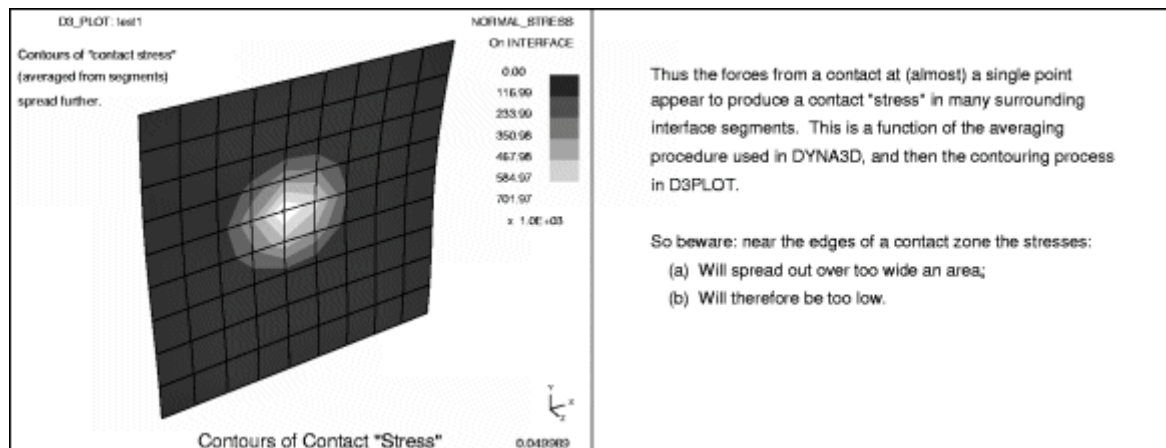 D3_PLOT: test1
Contours of "contact stress"
(averaged from segments)
spread further.
NORMAL_STRESS
On INTERFACE
0.00
116.99
233.99
350.98
467.98
584.97
701.97
x 1.0E+03
Y
X
Z
Contours of Contact "Stress"
0.049989
Thus the forces from a contact at (almost) a single point
appear to produce a contact "stress" in many surrounding
interface segments. This is a function of the averaging
procedure used in DYNA3D, and then the contouring process
in D3PLOT.
So beware: near the edges of a contact zone the stresses:
(a) Will spread out over too wide an area;
(b) Will therefore be too low.